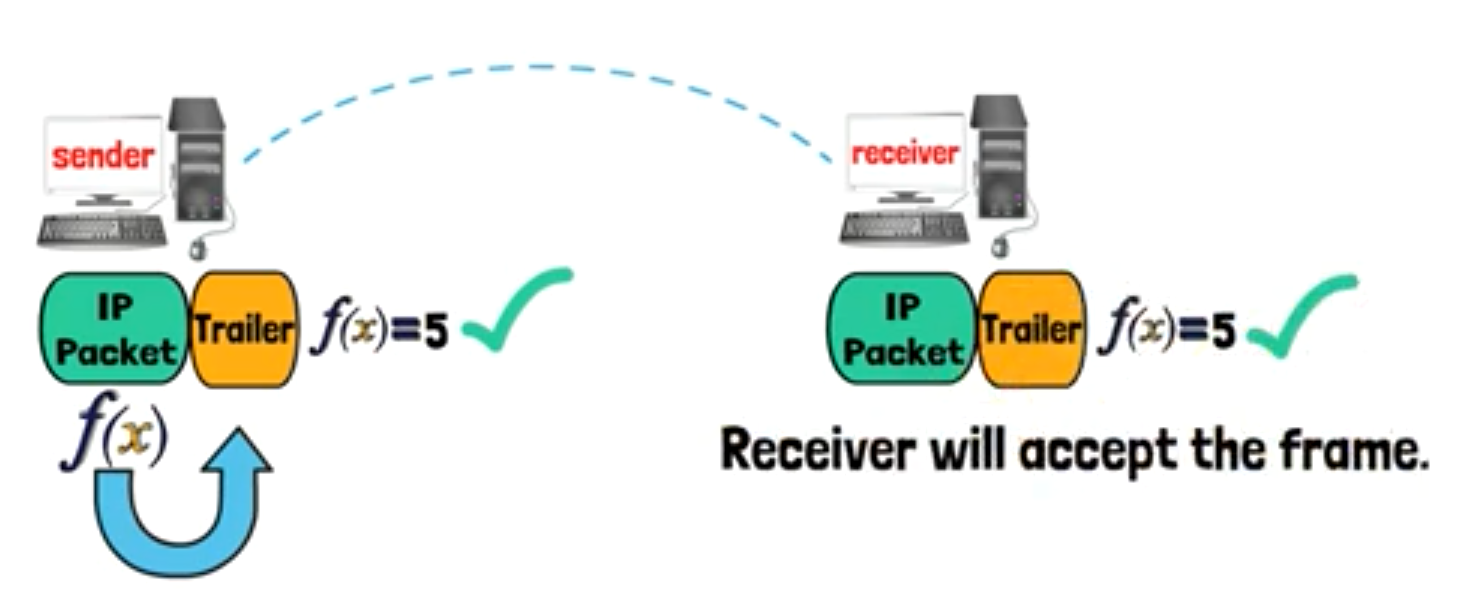 sender
receiver
IP
Packet
Trailer
f(x)=5
IP
Packet
Trailer
f(x)=5
f(x)
Receiver will accept the frame.